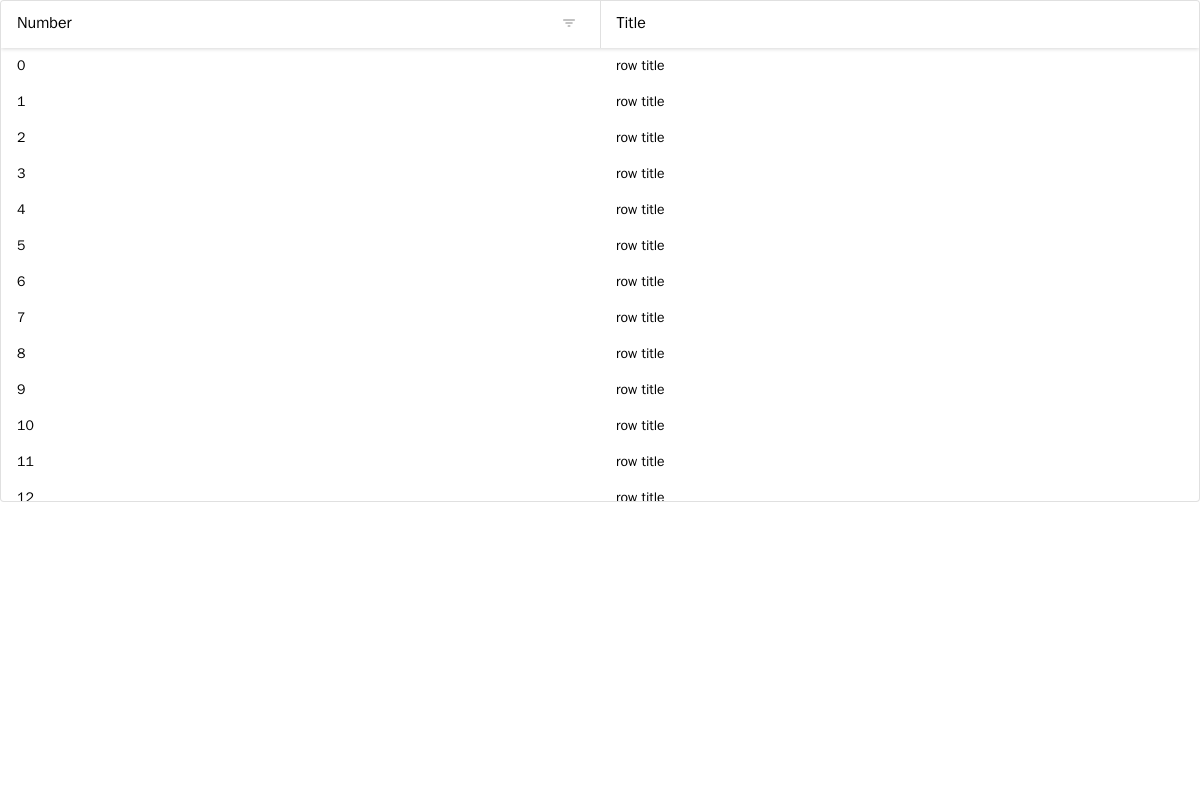 Number Title
0 row title
1 row title
2 row title
3 row title
4 row title
5 row title
6 row title
7 row title
8 row title
9 row title
10 row title
11 row title
12 row title